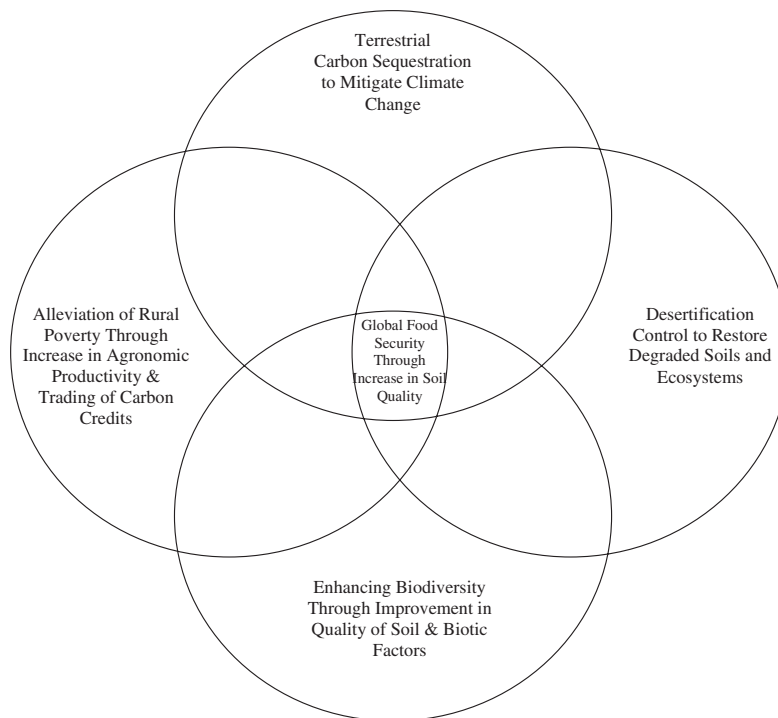 Terrestrial
Carbon Sequestration
to Mitigate Climate
Change
Alleviation of Rural
Poverty Through
Increase in Agronomic
Productivity &
Trading of Carbon
Credits
Global Food
Security
Through
Increase in Soil
Quality
Desertification
Control to Restore
Degraded Soils and
Ecosystems
Enhancing Biodiversity
Through Improvement in
Quality of Soil & Biotic
Factors